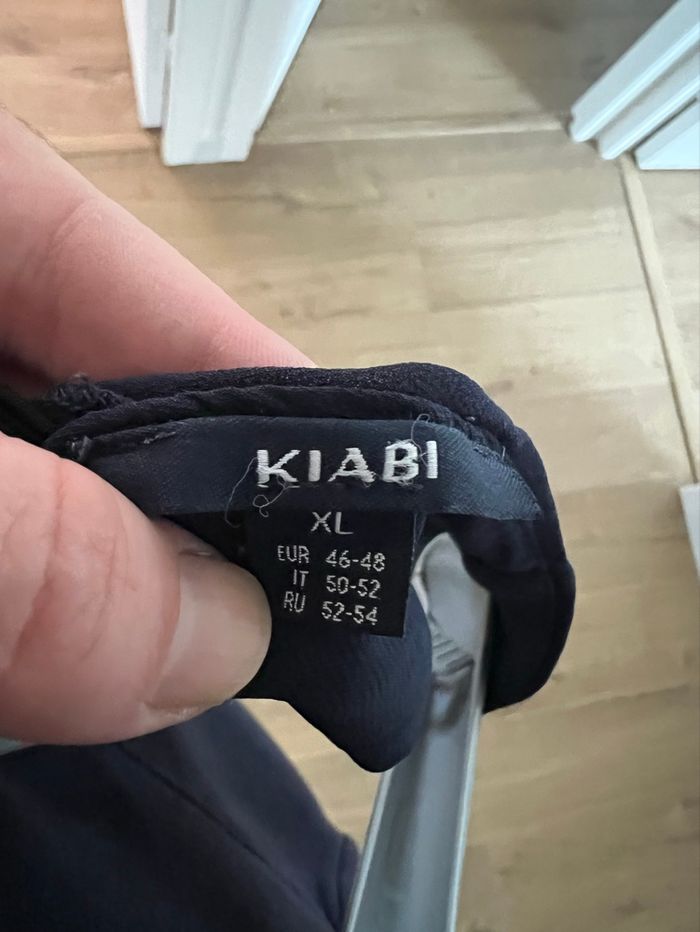 KIABI
XL
EUR 46-48
IT 50-52
RU 52-54